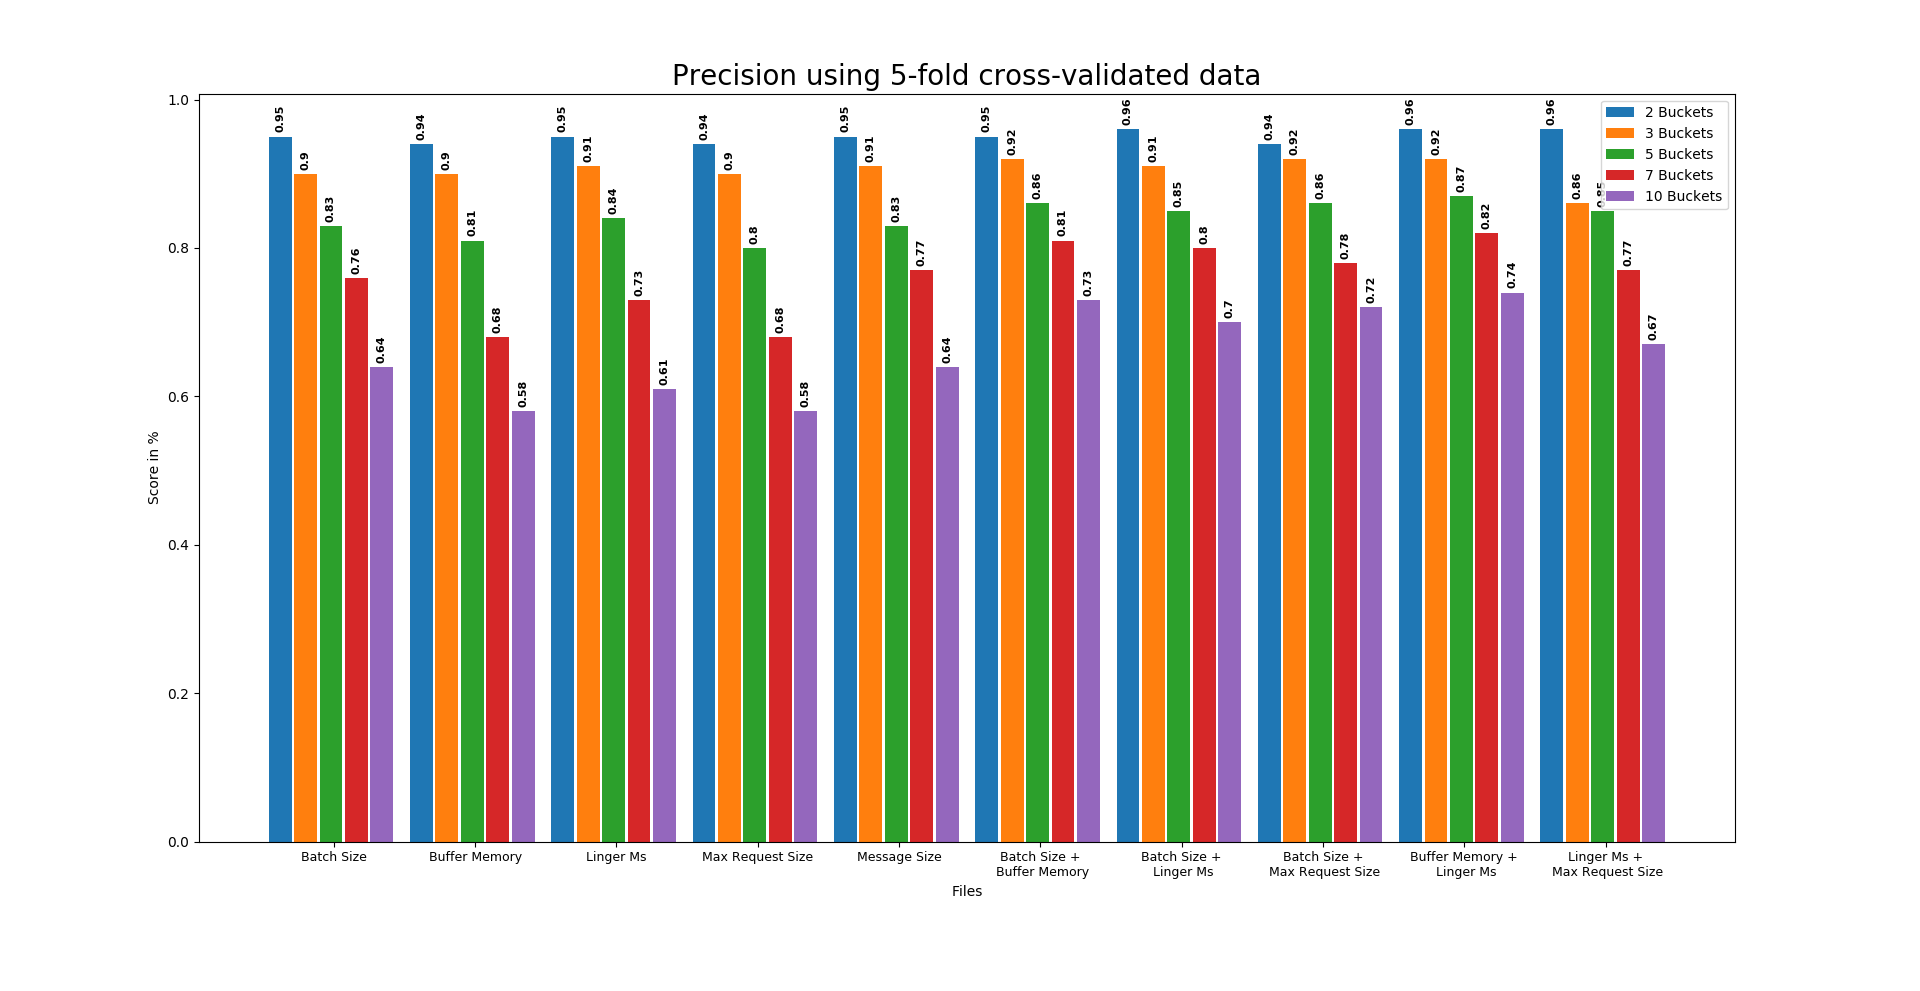 Precision using 5-fold cross-validated data
1.0
0.8
0.6
0.4
0.2
0.0
Score in %
0.95
0.9
0.83
0.76
0.64
0.94
0.9
0.81
0.68
0.58
0.95
0.91
0.84
0.73
0.61
0.94
0.9
0.8
0.68
0.58
0.95
0.91
0.83
0.77
0.64
0.95
0.92
0.86
0.81
0.73
0.96
0.91
0.85
0.8
0.7
0.94
0.92
0.86
0.78
0.72
0.96
0.92
0.87
0.82
0.74
0.96
0.86
0.85
0.77
0.67
2 Buckets
3 Buckets
5 Buckets
7 Buckets
10 Buckets
Batch Size
Buffer Memory
Linger Ms
Max Request Size
Message Size
Batch Size +
Buffer Memory
Batch Size +
Linger Ms
Batch Size +
Max Request Size
Buffer Memory +
Linger Ms
Linger Ms +
Max Request Size
Files